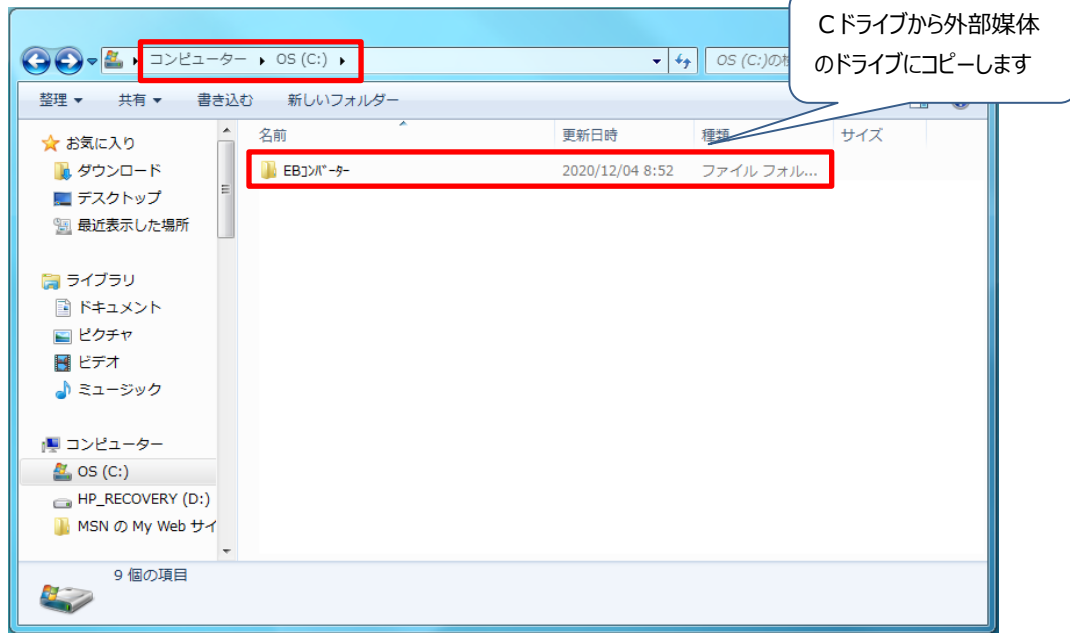 Cドライブから外部媒体
のドライブにコピーします
コンピューター ▸ OS (C:) ▸
OS (C:)の
整理 ▼ 共有 ▼ 書き込む 新しいフォルダー
名前 更新日時 種類 サイズ
EBｺﾝﾊﾞｰﾀｰ 2020/12/04 8:52 ファイル フォル...
お気に入り
ダウンロード
デスクトップ
最近表示した場所
ライブラリ
ドキュメント
ピクチャ
ビデオ
ミュージック
コンピューター
OS (C:)
HP_RECOVERY (D:)
MSN の My Web サイ
9 個の項目